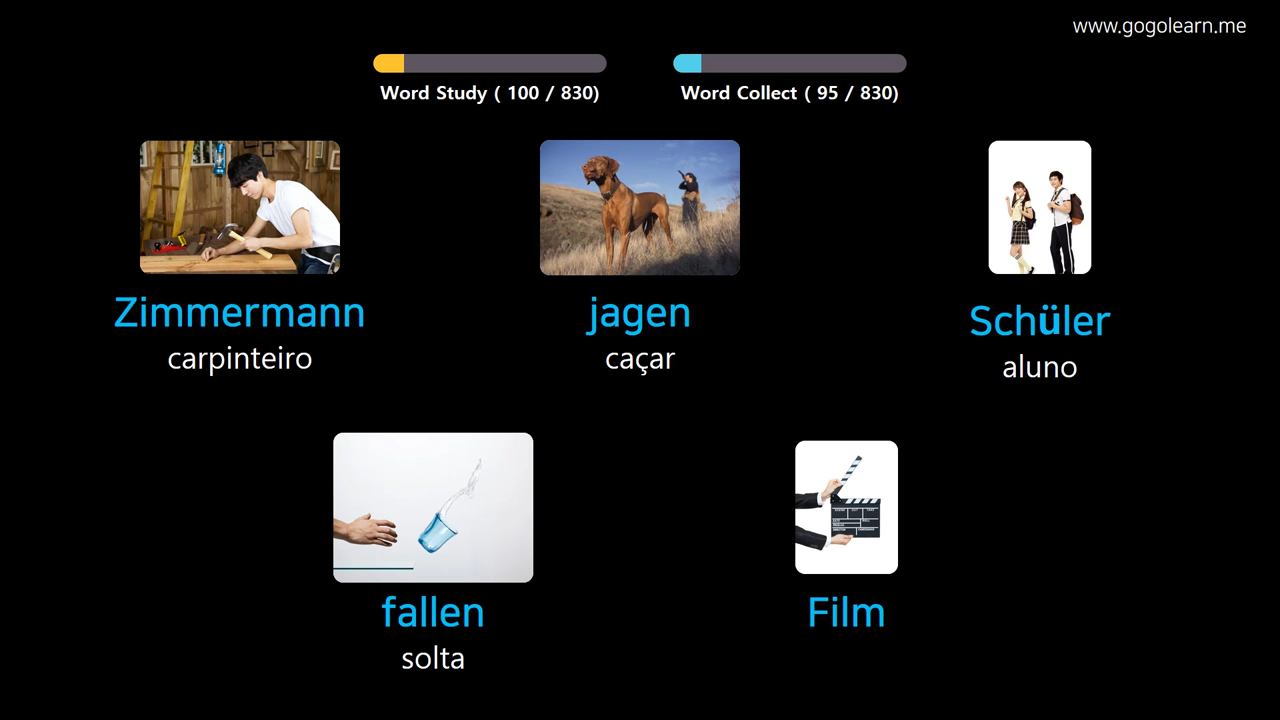 www.gogolearn.me
Word Study ( 100 / 830)
Word Collect ( 95 / 830)
Zimmermann
carpinteiro
jagen
caçar
Schüler
aluno
fallen
solta
Film